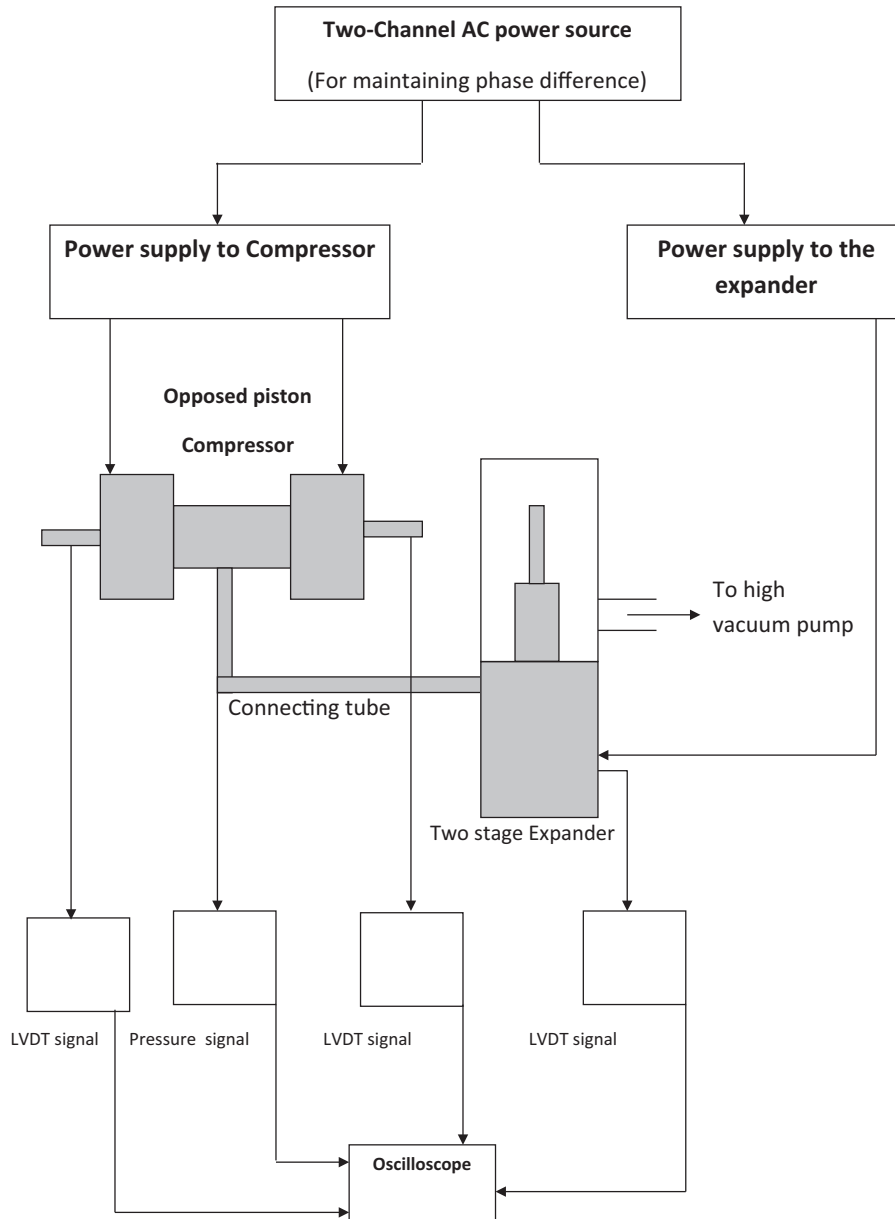 Two-Channel AC power source
(For maintaining phase difference)
Power supply to Compressor
Power supply to the
expander
Opposed piston
Compressor
To high
vacuum pump
Connecting tube
Two stage Expander
LVDT signal
Pressure signal
LVDT signal
LVDT signal
Oscilloscope